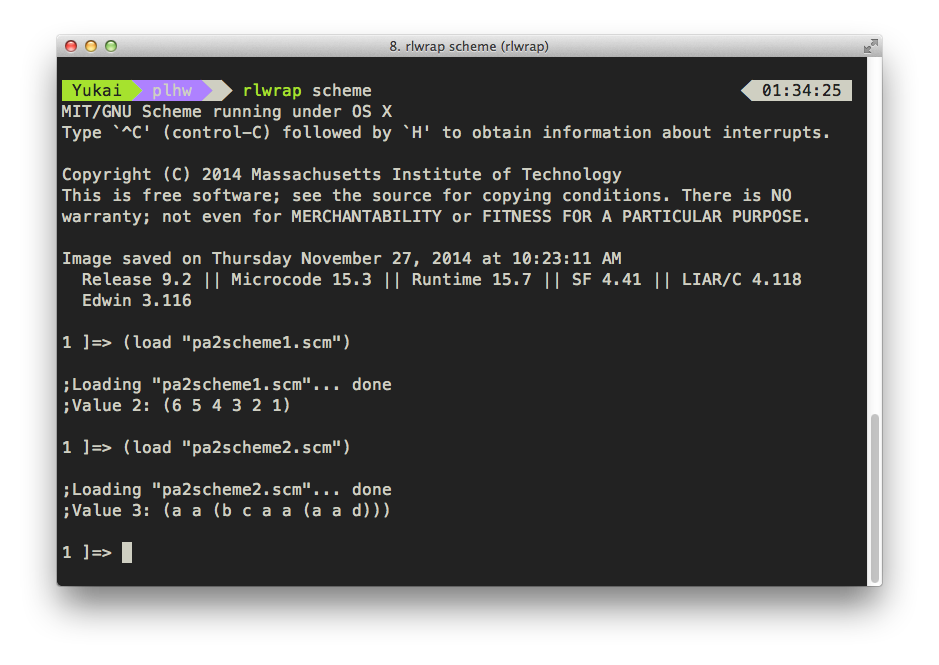 8. rlwrap scheme (rlwrap)
Yukai plhw rlwrap scheme 01:34:25
MIT/GNU Scheme running under OS X
Type `^C' (control-C) followed by `H' to obtain information about interrupts.
Copyright (C) 2014 Massachusetts Institute of Technology
This is free software; see the source for copying conditions. There is NO
warranty; not even for MERCHANTABILITY or FITNESS FOR A PARTICULAR PURPOSE.
Image saved on Thursday November 27, 2014 at 10:23:11 AM
  Release 9.2 || Microcode 15.3 || Runtime 15.7 || SF 4.41 || LIAR/C 4.118
  Edwin 3.116
1 ]=> (load "pa2scheme1.scm")
;Loading "pa2scheme1.scm"... done
;Value 2: (6 5 4 3 2 1)
1 ]=> (load "pa2scheme2.scm")
;Loading "pa2scheme2.scm"... done
;Value 3: (a a (b c a a (a a d)))
1 ]=>